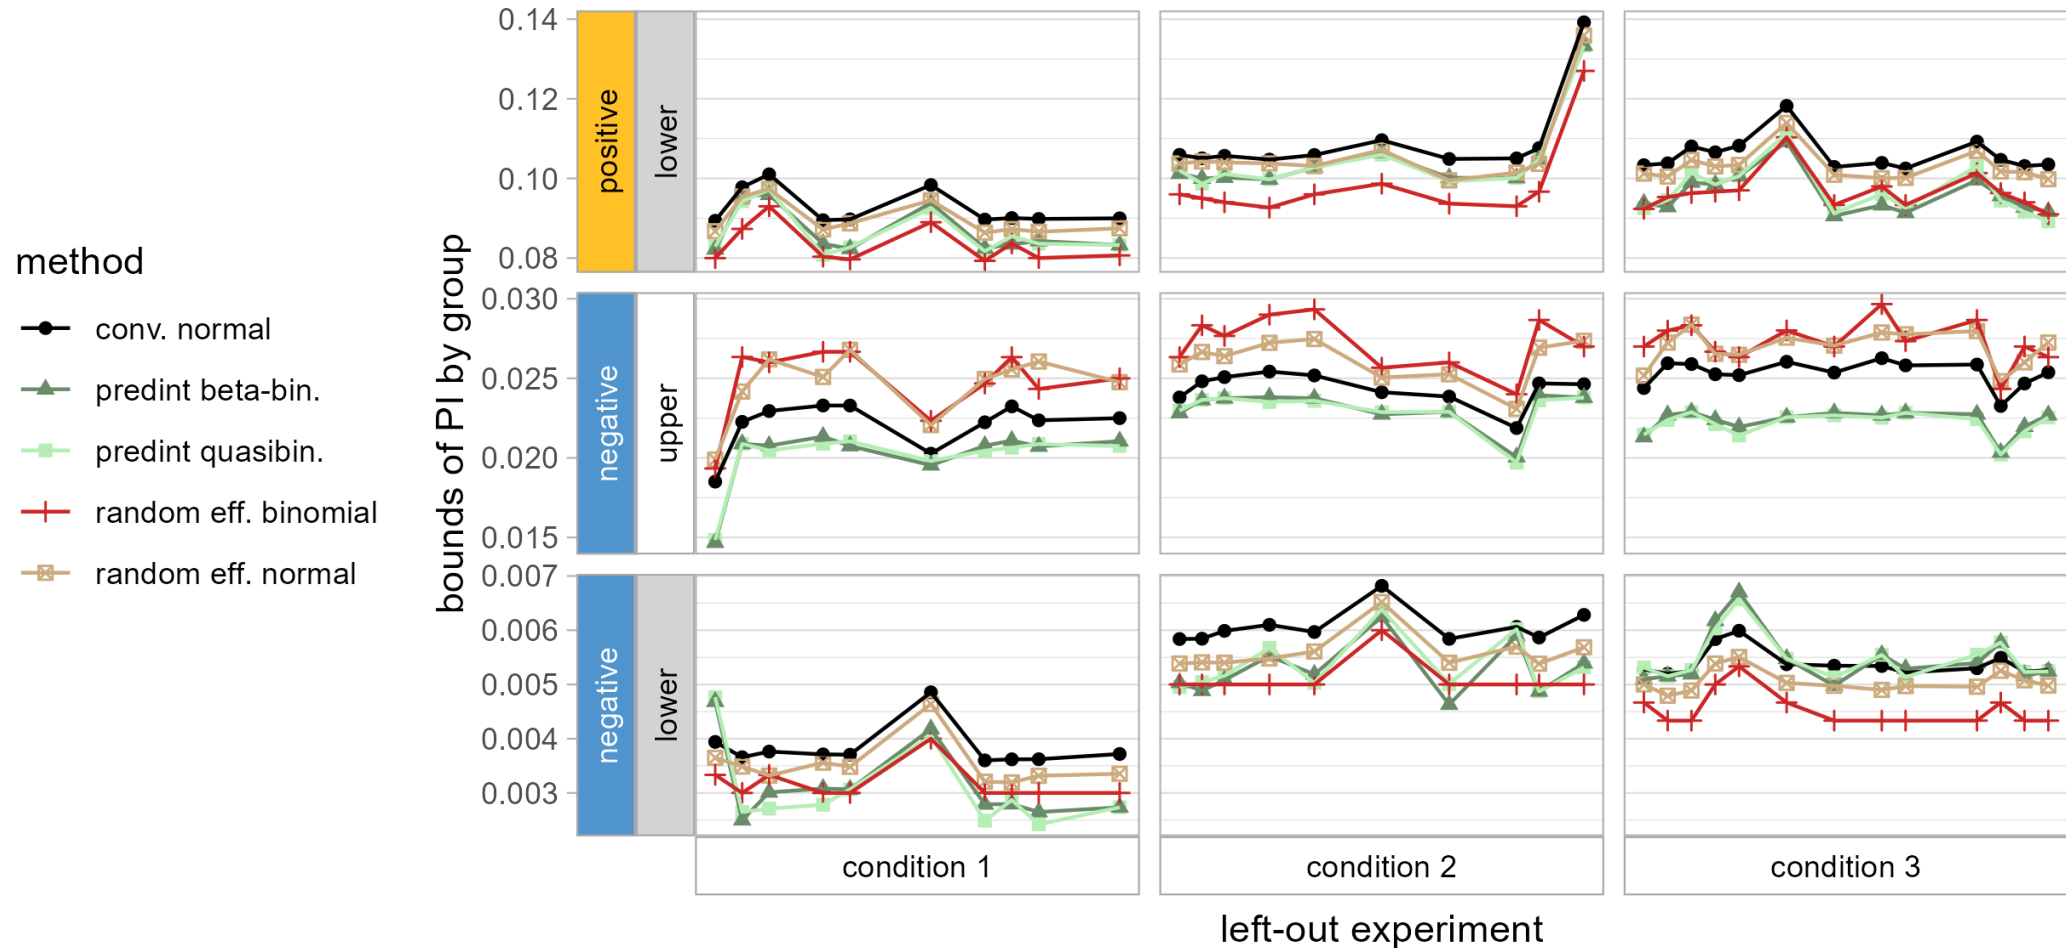 method
conv. normal
predint beta-bin.
predint quasibin.
random eff. binomial
random eff. normal
bounds of PI by group
0.14
0.12
0.10
0.08
positive
lower
0.030
0.025
0.020
0.015
negative
upper
0.007
0.006
0.005
0.004
0.003
negative
lower
condition 1
condition 2
condition 3
left-out experiment